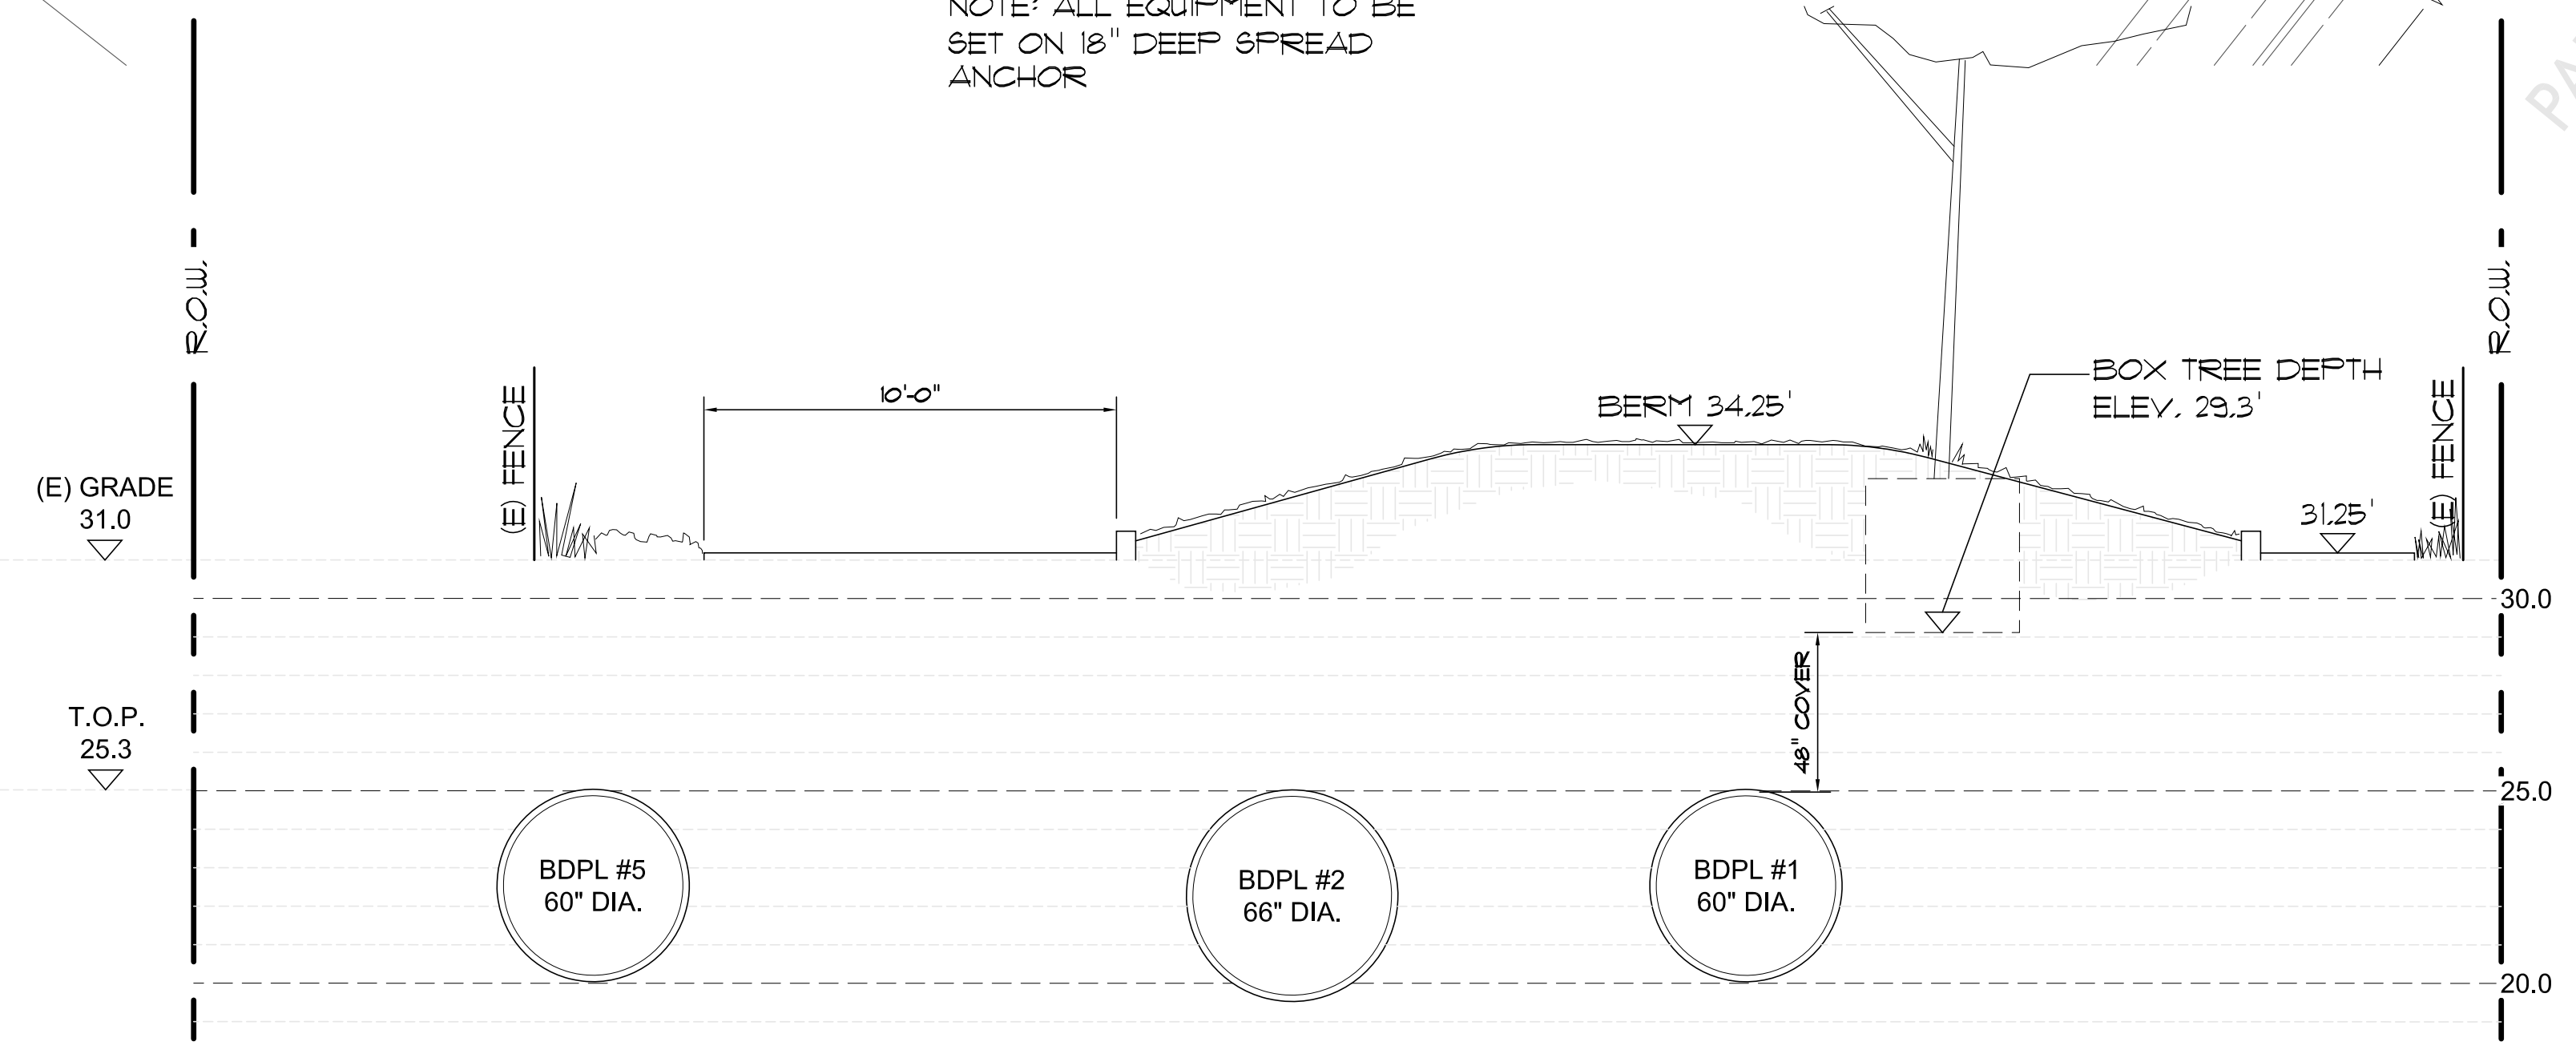 NOTE: ALL EQUIPMENT TO BE
SET ON 18" DEEP SPREAD
ANCHOR
R.O.W.
R.O.W.
(E) FENCE
10'-0"
BERM 34.25'
BOX TREE DEPTH
ELEV. 29.3'
(E) FENCE
(E) GRADE
31.0
31.25'
30.0
48" COVER
T.O.P.
25.3
25.0
BDPL #5
60" DIA.
BDPL #2
66" DIA.
BDPL #1
60" DIA.
20.0